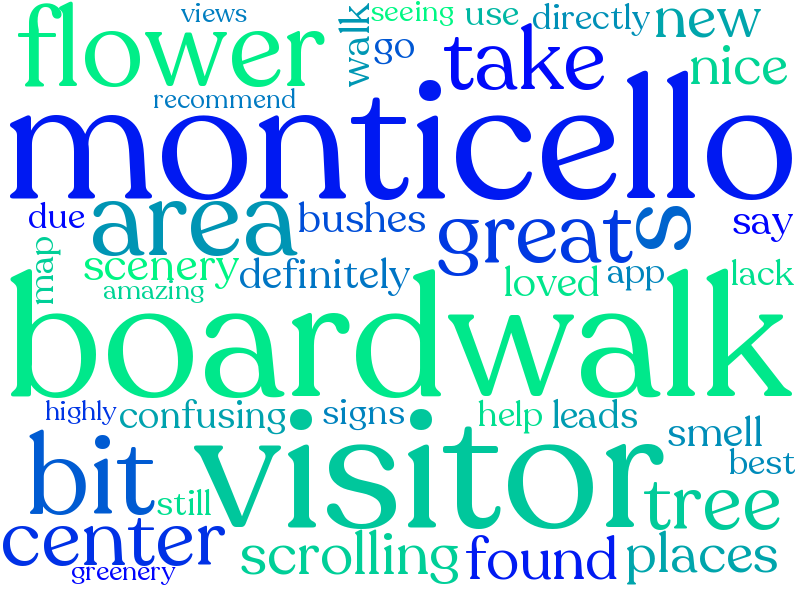 views
seeing
use
directly
new
flower
walk
go
take
nice
recommend
monticello
due
area
bushes
great
s
say
map
scenery
definitely
loved
app
lack
amazing
boardwalk
highly
confusing
signs
help
leads
smell
bit
visitor
best
still
tree
center
scrolling
found
places
greenery